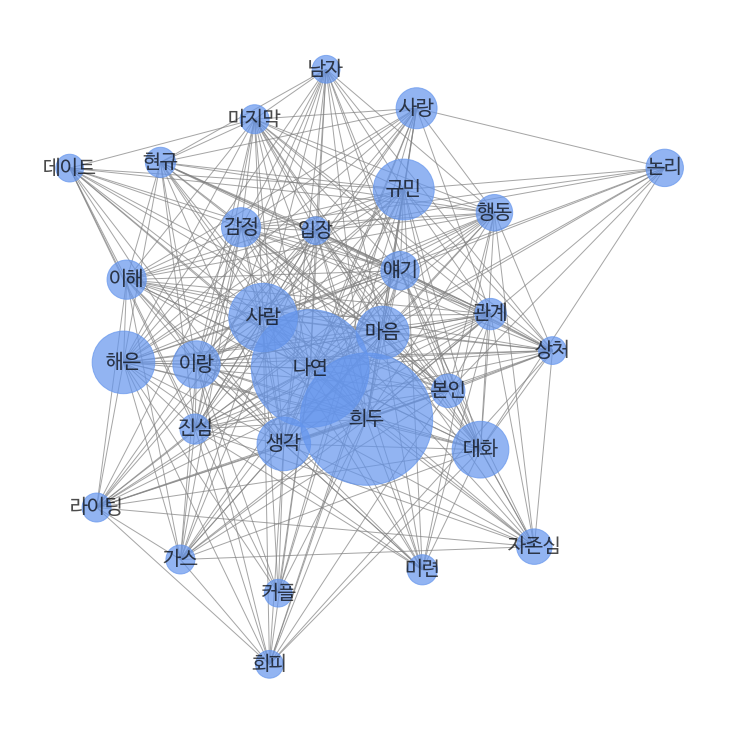 남자
사랑
마지막
데이트
현규
논리
규민
행동
감정
입장
얘기
이해
관계
사람
마음
상처
해은
이랑
나연
본인
희두
진심
생각
대화
라이팅
가스
자존심
미련
커플
회피